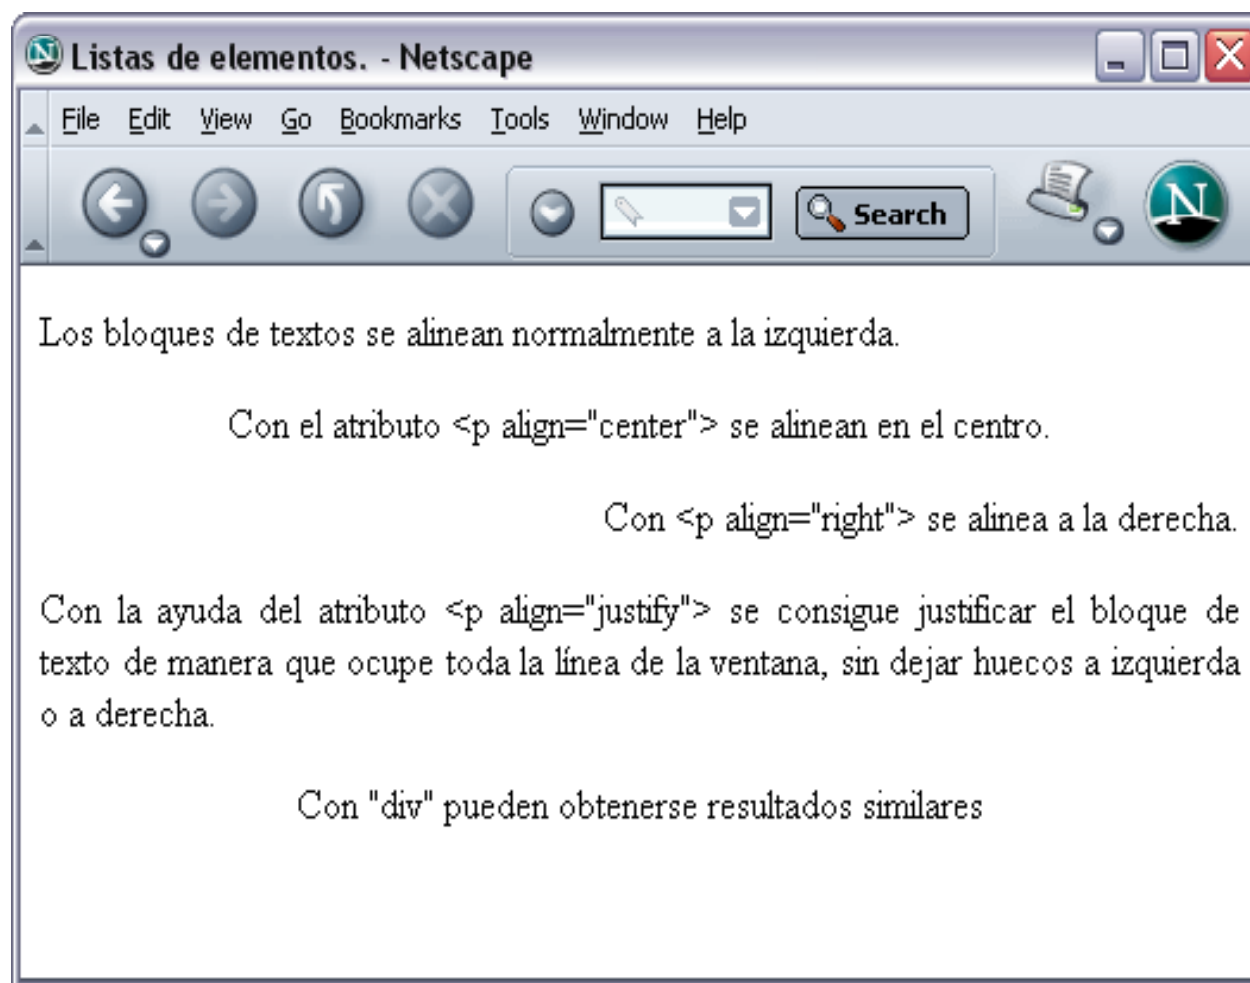 Listas de elementos. - Netscape
File Edit View Go Bookmarks Tools Window Help
Search
N
Los bloques de textos se alinean normalmente a la izquierda.
Con el atributo <p align="center"> se alinean en el centro.
Con <p align="right"> se alinea a la derecha.
Con la ayuda del atributo <p align="justify"> se consigue justificar el bloque de
texto de manera que ocupe toda la línea de la ventana, sin dejar huecos a izquierda
o a derecha.
Con "div" pueden obtenerse resultados similares